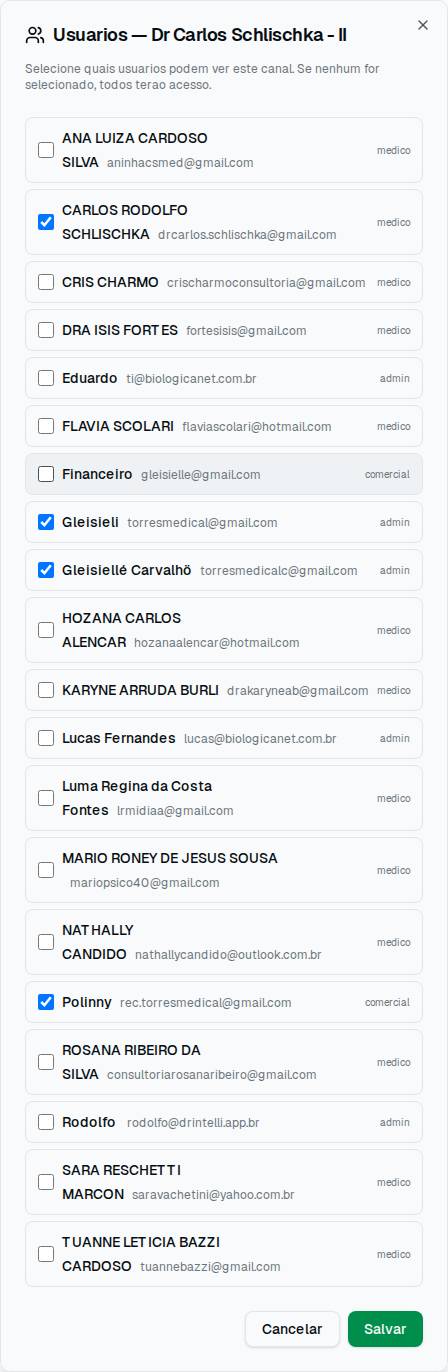 Usuarios — Dr Carlos Schlischka - II
Selecione quais usuarios podem ver este canal. Se nenhum for
selecionado, todos terao acesso.
ANA LUIZA CARDOSO
SILVA aninhacsmed@gmail.com medico
CARLOS RODOLFO
SCHLISCHKA drcarlos.schlischka@gmail.com medico
CRIS CHARMO crischarmoconsultoria@gmail.com medico
DRA ISIS FORTES fortesisis@gmail.com medico
Eduardo ti@biologicanet.com.br admin
FLAVIA SCOLARI flaviascolari@hotmail.com medico
Financeiro gleisielle@gmail.com comercial
Gleisieli torresmedical@gmail.com admin
Gleisiellé Carvalhö torresmedicalc@gmail.com admin
HOZANA CARLOS
ALENCAR hozanaalencar@hotmail.com medico
KARYNE ARRUDA BURLI drakaryneab@gmail.com medico
Lucas Fernandes lucas@biologicanet.com.br admin
Luma Regina da Costa
Fontes lrmidiaa@gmail.com medico
MARIO RONEY DE JESUS SOUSA
mariopsico40@gmail.com medico
NATHALLY
CANDIDO nathallycandido@outlook.com.br medico
Polinny rec.torresmedical@gmail.com comercial
ROSANA RIBEIRO DA
SILVA consultoriarosanaribeiro@gmail.com medico
Rodolfo rodolfo@drintelli.app.br admin
SARA RESCHETTI
MARCON saravachetini@yahoo.com.br medico
TUANNE LETICIA BAZZI
CARDOSO tuannebazzi@gmail.com medico
Cancelar Salvar